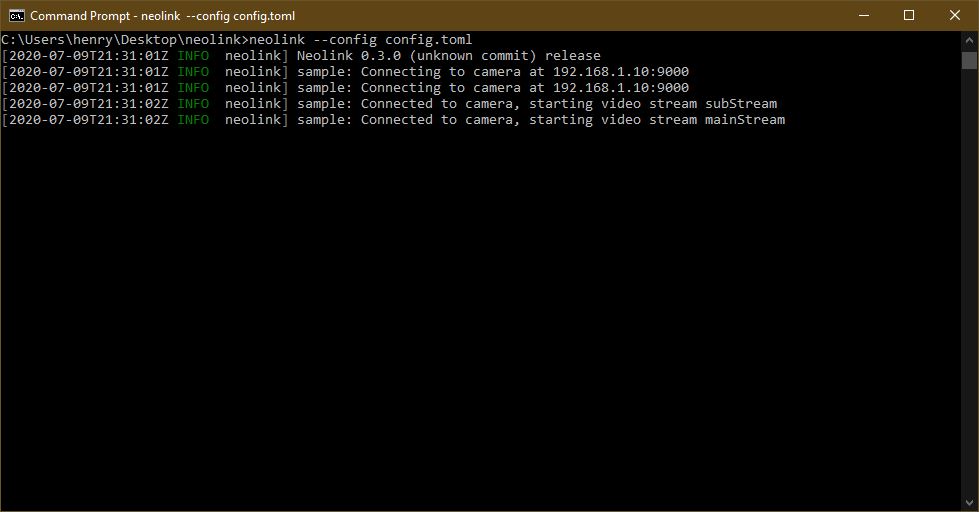 Command Prompt - neolink  --config config.toml
C:\Users\henry\Desktop\neolink>neolink --config config.toml
[2020-07-09T21:31:01Z INFO  neolink] Neolink 0.3.0 (unknown commit) release
[2020-07-09T21:31:01Z INFO  neolink] sample: Connecting to camera at 192.168.1.10:9000
[2020-07-09T21:31:01Z INFO  neolink] sample: Connecting to camera at 192.168.1.10:9000
[2020-07-09T21:31:02Z INFO  neolink] sample: Connected to camera, starting video stream subStream
[2020-07-09T21:31:02Z INFO  neolink] sample: Connected to camera, starting video stream mainStream